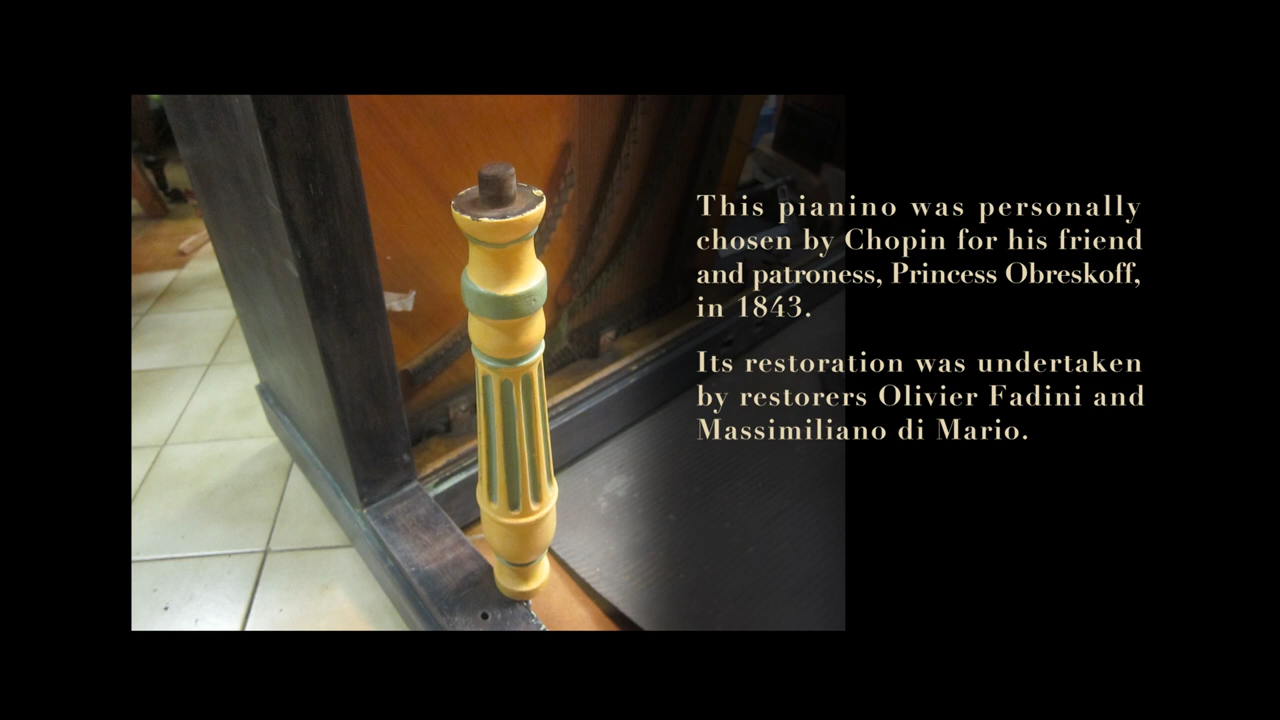 This pianino was personally
chosen by Chopin for his friend
and patroness, Princess Obreskoff,
in 1843.
Its restoration was undertaken
by restorers Olivier Fadini and
Massimiliano di Mario.